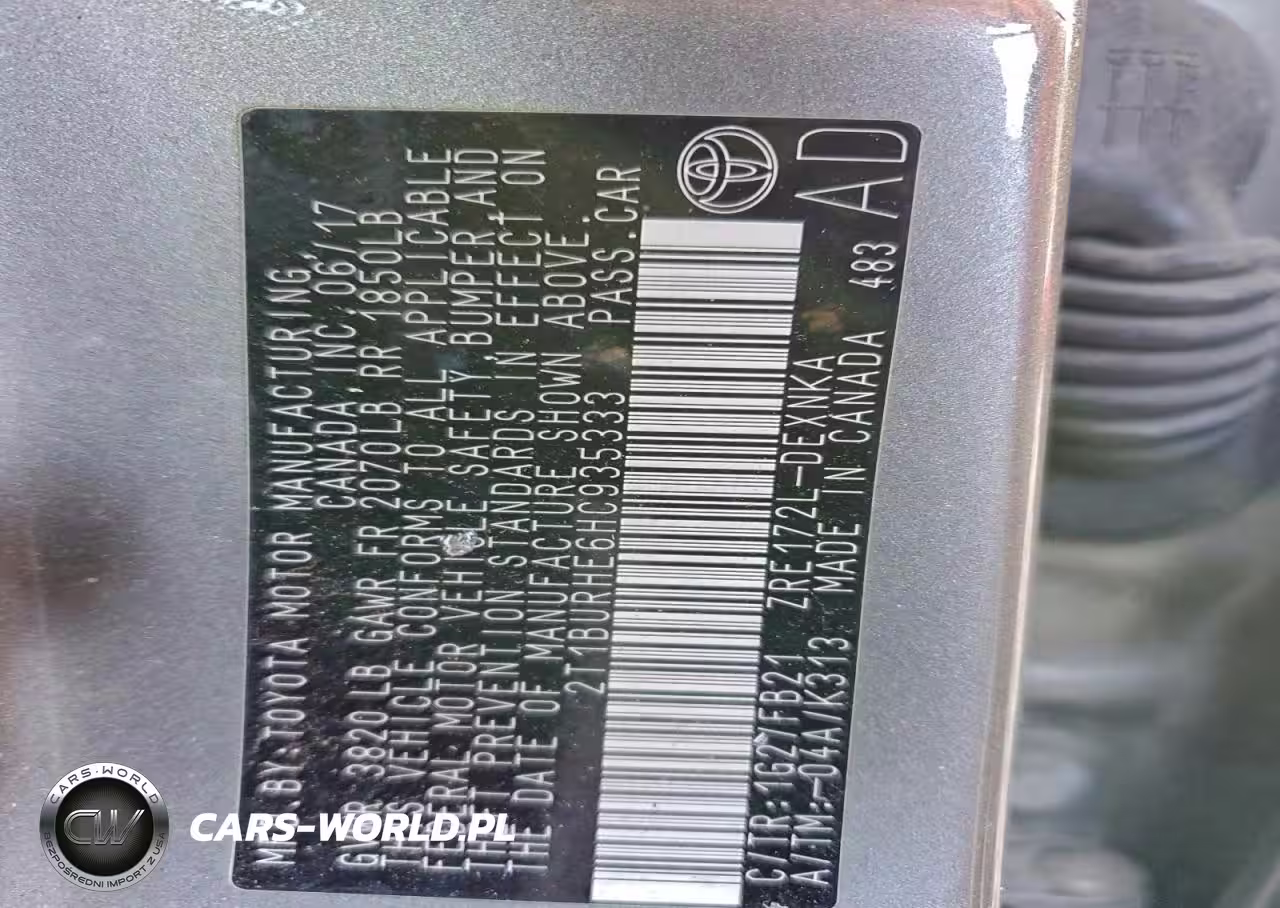 MFD.BY:TOYOTA MOTOR MANUFACTURING,
CANADA, INC. 06/17
GVWR 3820 LB GAWR FR 2070LB RR 1850LB
THIS VEHICLE CONFORMS TO ALL APPLICABLE
FEDERAL MOTOR VEHICLE SAFETY, BUMPER, AND
THEFT PREVENTION STANDARDS IN EFFECT ON
THE DATE OF MANUFACTURE SHOWN ABOVE.
2T1BURHE6HC935333 PASS.CAR
C/TR:1G2/FB21 ZRE172L-DEXNKA
A/TM:-04A/K313 MADE IN CANADA 483
AD
CARS-WORLD
CW
BEZPOŚREDNI IMPORT Z USA
CARS-WORLD.PL